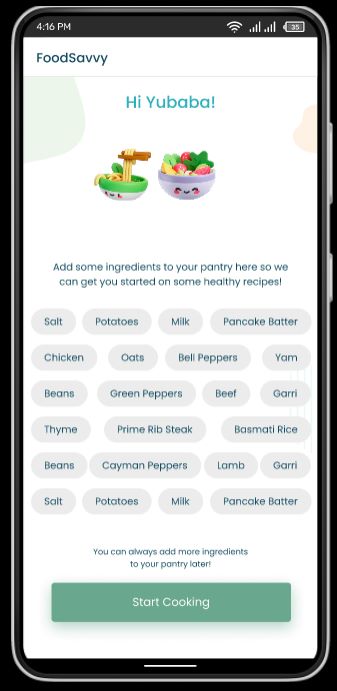 4:16 PM 35
FoodSavvy
Hi Yubaba!
Add some ingredients to your pantry here so we
can get you started on some healthy recipes!
Salt Potatoes Milk Pancake Batter
Chicken Oats Bell Peppers Yam
Beans Green Peppers Beef Garri
Thyme Prime Rib Steak Basmati Rice
Beans Cayman Peppers Lamb Garri
Salt Potatoes Milk Pancake Batter
You can always add more ingredients
to your pantry later!
Start Cooking